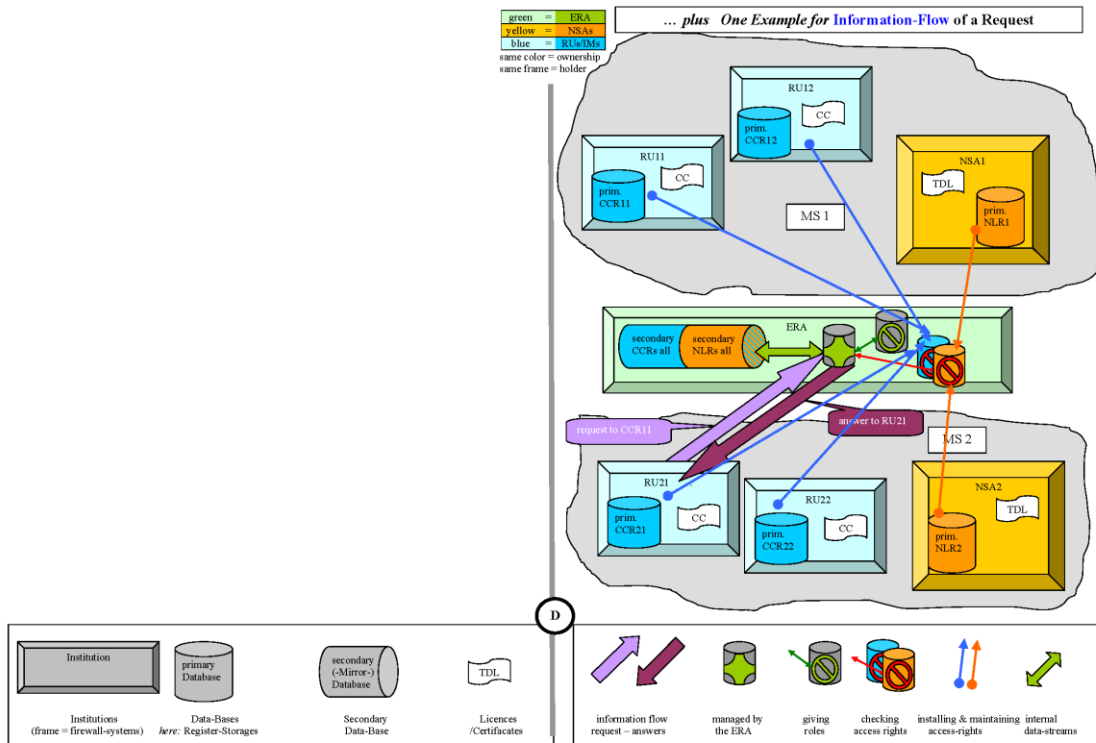 green = ERA
yellow = NSAs
blue = RUs/IMs
same color = ownership
same frame = holder
... plus One Example for Information-Flow of a Request
RU12
CC
prim.
CCR12
RU11
CC
prim.
CCR11
NSA1
TDL
prim.
NLR1
MS 1
ERA
secondary
CCRs all
secondary
NLRs all
request to CCR11
answer to RU21
MS 2
RU21
CC
prim.
CCR21
RU22
CC
prim.
CCR22
NSA2
TDL
prim.
NLR2
D
Institution
primary
Database
secondary
(-Mirror-)
Database
TDL
Institutions
(frame = firewall-systems)
Data-Bases
here: Register-Storages
Secondary
Data-Base
Licences
/Certifacates
information flow
request – answers
managed by
the ERA
giving
roles
checking
access rights
installing & maintaining
access-rights
internal
data-streams